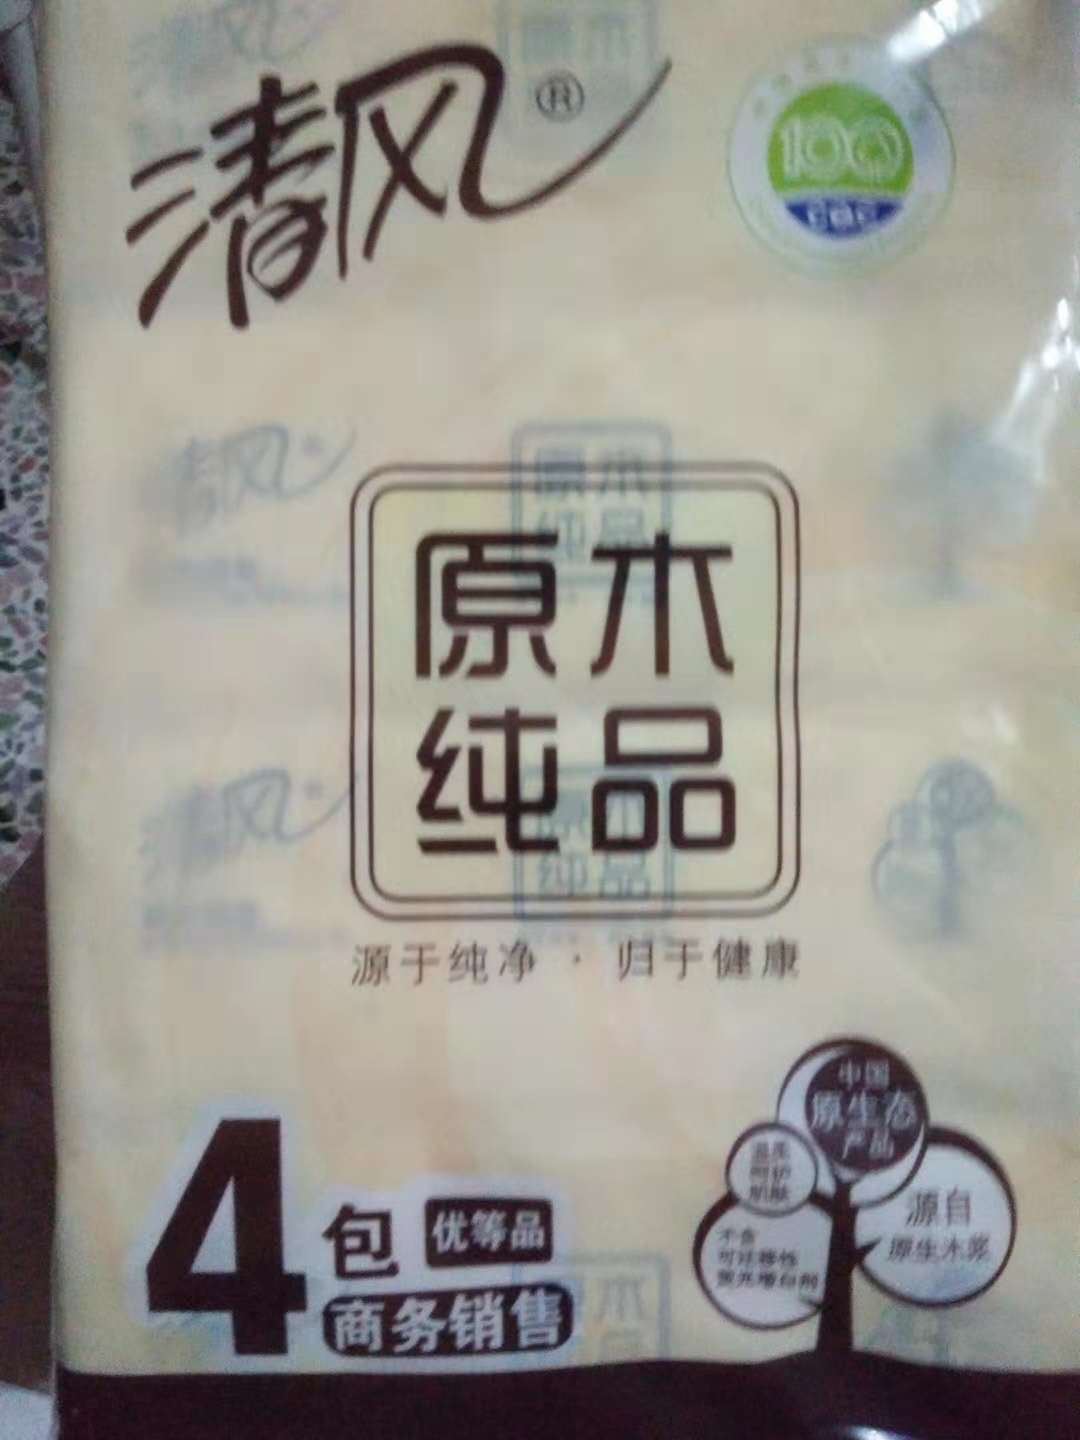 清风®
100
CQC
原木
纯品
源于纯净 · 归于健康
4包 优等品
商务销售
中国
原生态
产品
温柔
呵护
肌肤
源自
原生木浆
不含
可迁移性
荧光增白剂